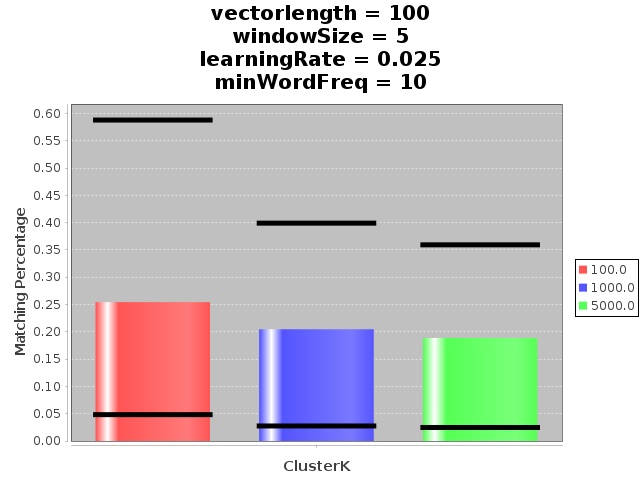 vectorlength = 100
windowSize = 5
learningRate = 0.025
minWordFreq = 10
Matching Percentage
0.60
0.55
0.50
0.45
0.40
0.35
0.30
0.25
0.20
0.15
0.10
0.05
0.00
ClusterK
100.0
1000.0
5000.0